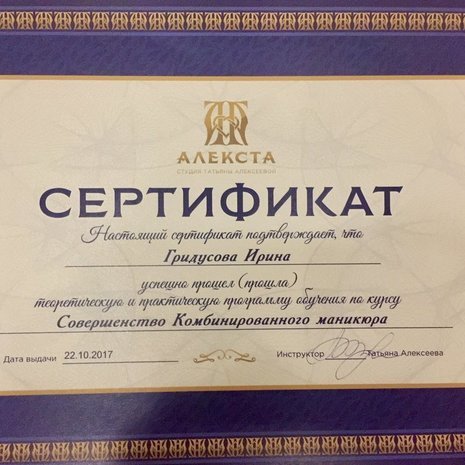 АЛЕКСТА
СТУДИЯ ТАТЬЯНЫ АЛЕКСЕЕВОЙ
СЕРТИФИКАТ
Настоящий сертификат подтверждает, что
Гридусова Ирина
успешно прошел (прошла)
теоретическую и практическую программу обучения по курсу
Совершенство Комбинированного маникюра
Дата выдачи 22.10.2017 Инструктор Татьяна Алексеева